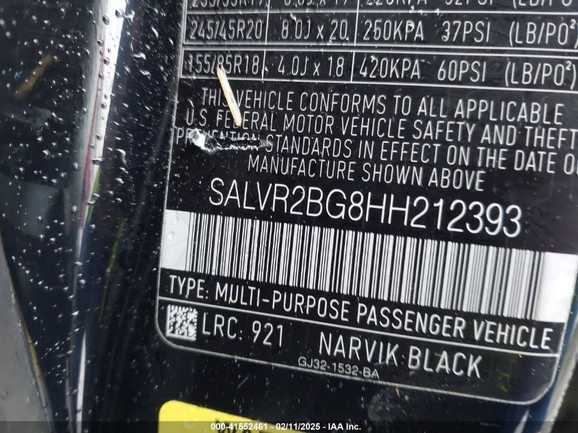 245/45R20 8.0J x 20 250KPA 37PSI (LB/PO²)
155/85R18 4.0J x 18 420KPA 60PSI (LB/PO²)
THIS VEHICLE CONFORMS TO ALL APPLICABLE
U.S FEDERAL MOTOR VEHICLE SAFETY AND THEFT
STANDARDS IN EFFECT ON THE DATE
MANUFACTURE SHOWN ABOVE
SALVR2BG8HH212393
TYPE: MULTI-PURPOSE PASSENGER VEHICLE
LRC: 921 NARVIK BLACK
GJ32-1532-BA
000-41552461 - 02/11/2025 - IAA Inc.